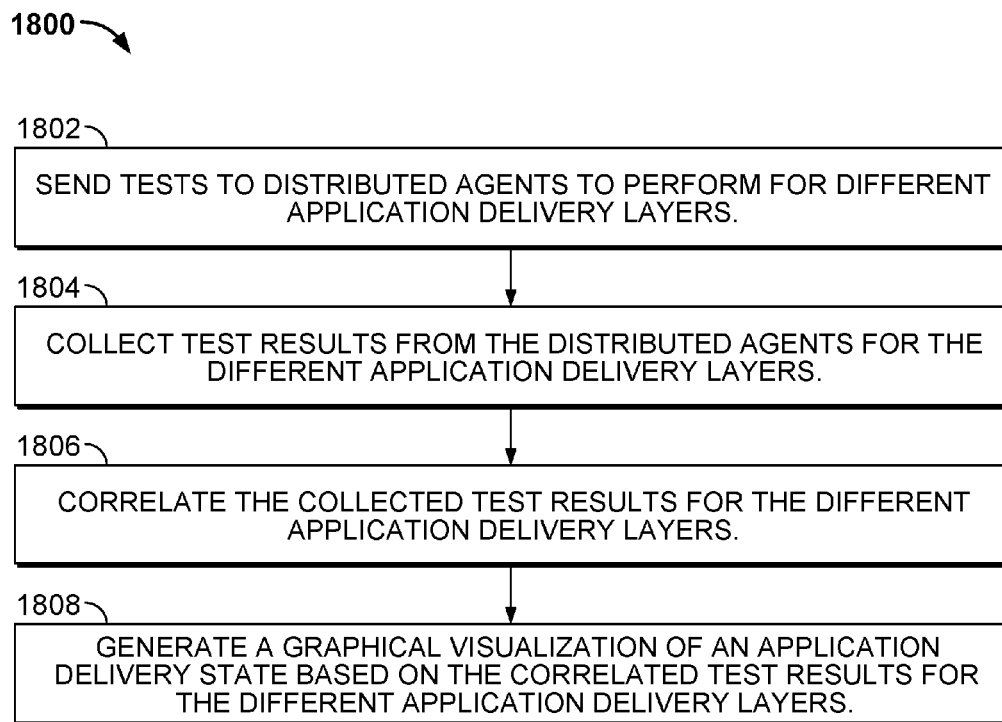 1800
1802
SEND TESTS TO DISTRIBUTED AGENTS TO PERFORM FOR DIFFERENT
APPLICATION DELIVERY LAYERS.
1804
COLLECT TEST RESULTS FROM THE DISTRIBUTED AGENTS FOR THE
DIFFERENT APPLICATION DELIVERY LAYERS.
1806
CORRELATE THE COLLECTED TEST RESULTS FOR THE DIFFERENT
APPLICATION DELIVERY LAYERS.
1808
GENERATE A GRAPHICAL VISUALIZATION OF AN APPLICATION
DELIVERY STATE BASED ON THE CORRELATED TEST RESULTS FOR
THE DIFFERENT APPLICATION DELIVERY LAYERS.